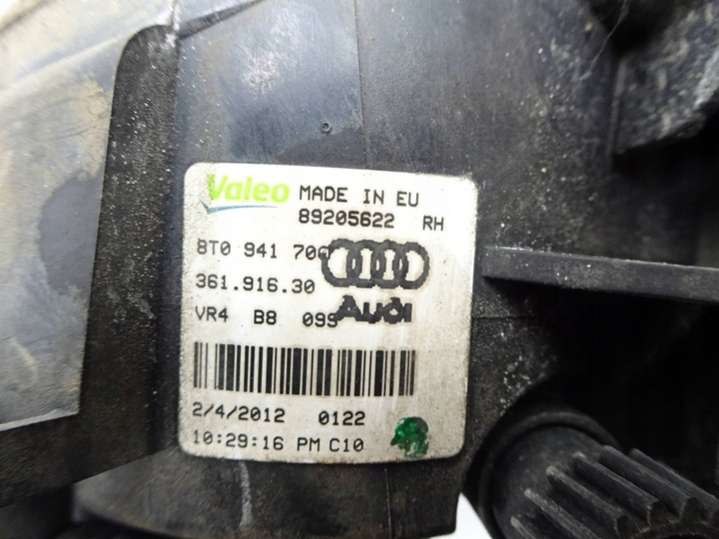 Valeo MADE IN EU
89205622 RH
8T0 941 700
361.916.30
VR4 B8 099
Audi
2/4/2012 0122
10:29:16 PM C10